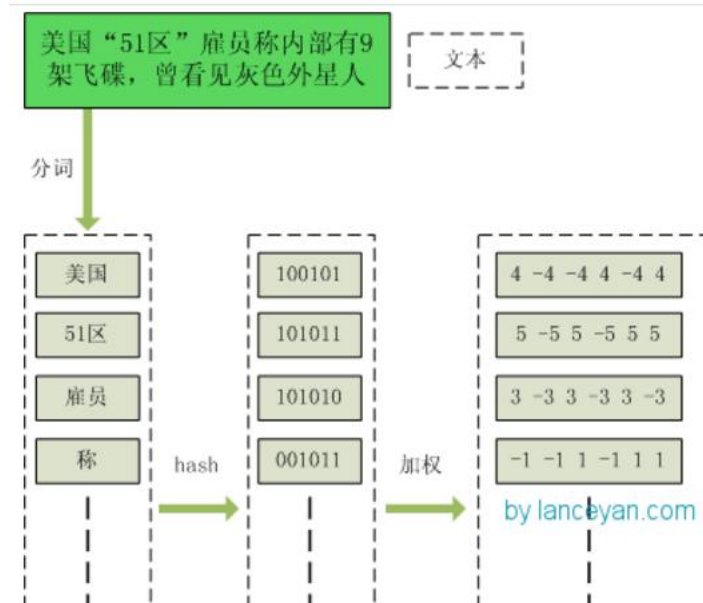 美国“51区”雇员称内部有9
架飞碟，曾看见灰色外星人
文本
分词
美国
100101
4 -4 -4 4 -4 4
51区
101011
5 -5 5 -5 5 5
雇员
101010
3 -3 3 -3 3 -3
称
001011
-1 -1 1 -1 1 1
hash
加权
by lanceyan.com